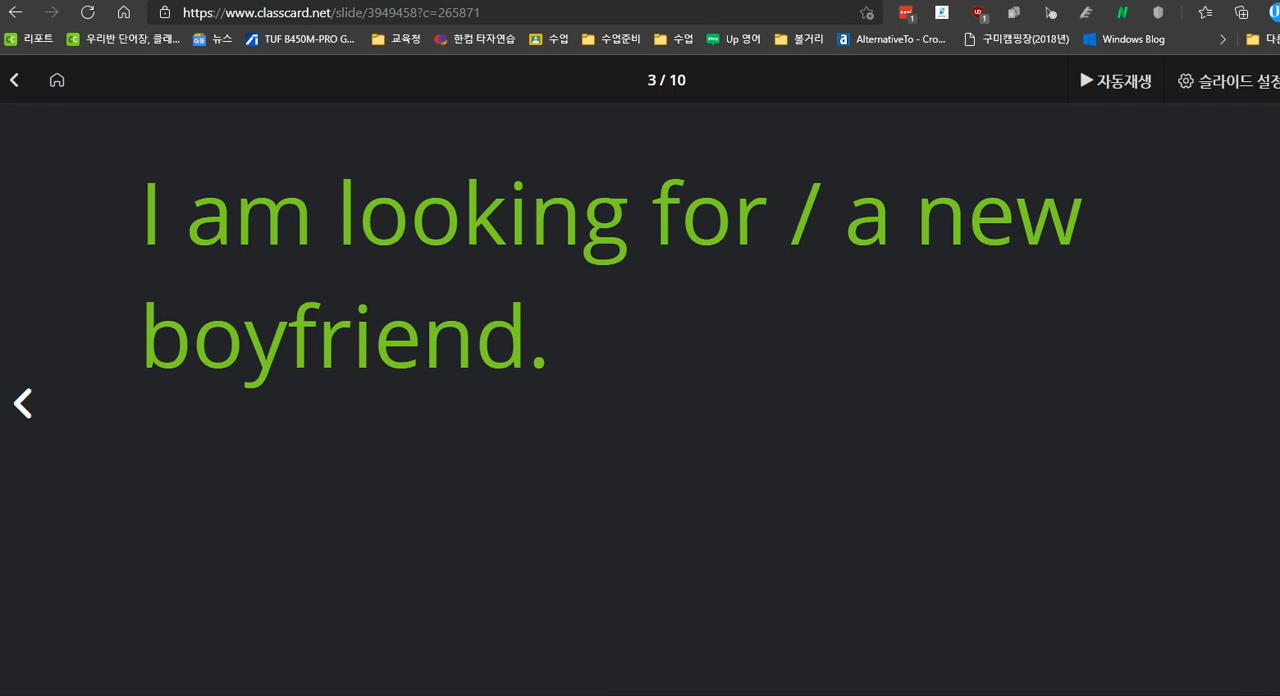 https://www.classcard.net/slide/3949458?c=265871
리포트 우리반 단어장, 클래... 뉴스 TUF B450M-PRO G... 교육청 한컴 타자연습 수업 수업준비 수업 Up 영어 볼거리 AlternativeTo - Cro... 구미캠핑장(2018년) Windows Blog 다른
3 / 10 자동재생 슬라이드 설정
I am looking for / a new
boyfriend.